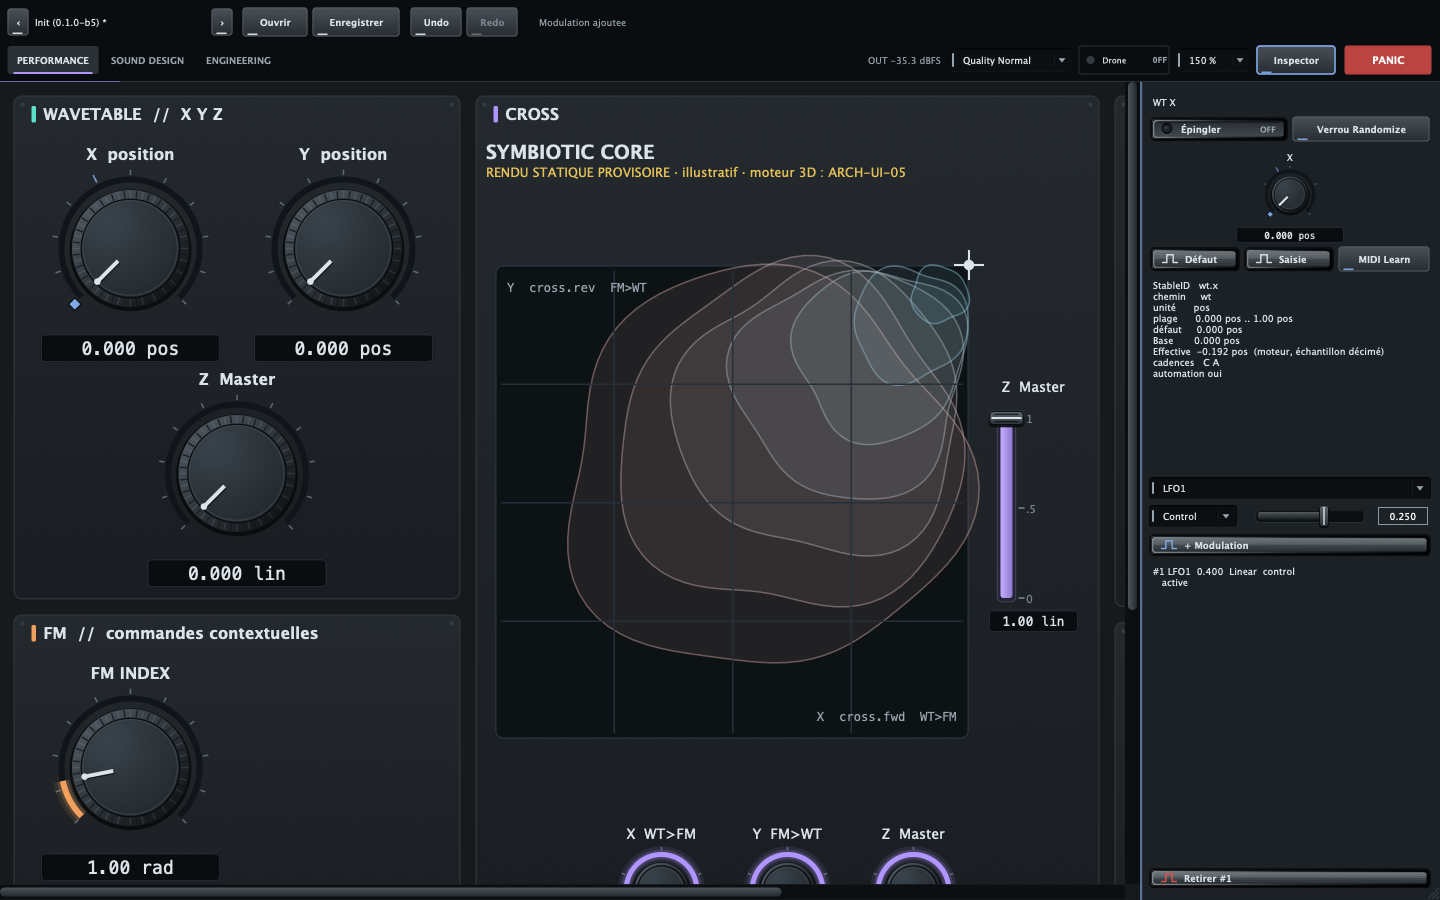 ‹ Init (0.1.0-b5) * › Ouvrir Enregistrer Undo Redo Modulation ajoutee
PERFORMANCE SOUND DESIGN ENGINEERING OUT -35.3 dBFS Quality Normal Drone OFF 150 % Inspector PANIC
WAVETABLE // X Y Z
X position Y position
0.000 pos 0.000 pos
Z Master
0.000 lin
FM // commandes contextuelles
FM INDEX
1.00 rad
CROSS
SYMBIOTIC CORE
RENDU STATIQUE PROVISOIRE · illustratif · moteur 3D : ARCH-UI-05
Y cross.rev FM>WT
X cross.fwd WT>FM
Z Master
1
.5
0
1.00 lin
X WT>FM Y FM>WT Z Master
WT X
Épingler OFF Verrou Randomize
X
0.000 pos
Défaut Saisie MIDI Learn
StableID wt.x
chemin wt
unité pos
plage 0.000 pos .. 1.00 pos
défaut 0.000 pos
Base 0.000 pos
Effective -0.192 pos (moteur, échantillon décimé)
cadences C A
automation oui
LFO1
Control 0.250
+ Modulation
#1 LFO1 0.400 Linear control
active
Retirer #1